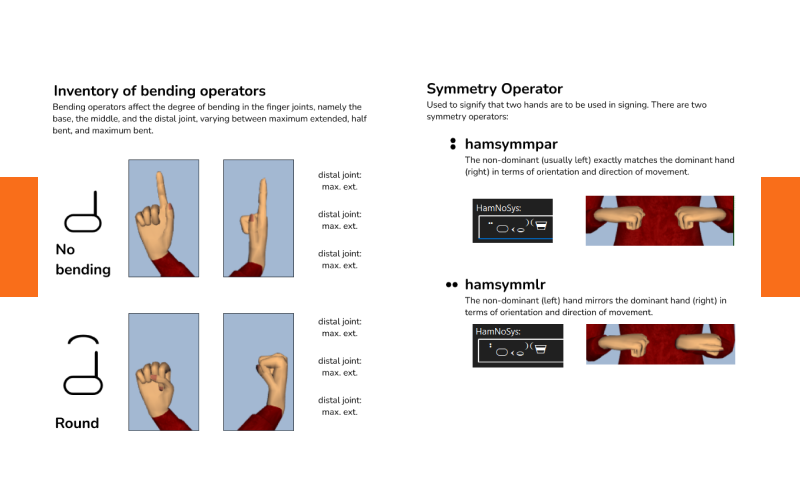 Inventory of bending operators
Bending operators affect the degree of bending in the finger joints, namely the
base, the middle, and the distal joint, varying between maximum extended, half
bent, and maximum bent.
distal joint:
max. ext.
distal joint:
max. ext.
distal joint:
max. ext.
No
bending
distal joint:
max. ext.
distal joint:
max. ext.
distal joint:
max. ext.
Round
Symmetry Operator
Used to signify that two hands are to be used in signing. There are two
symmetry operators:
hamsymmpar
The non-dominant (usually left) exactly matches the dominant hand
(right) in terms of orientation and direction of movement.
HamNoSys:
hamsymmlr
The non-dominant (left) hand mirrors the dominant hand (right) in
terms of orientation and direction of movement.
HamNoSys: